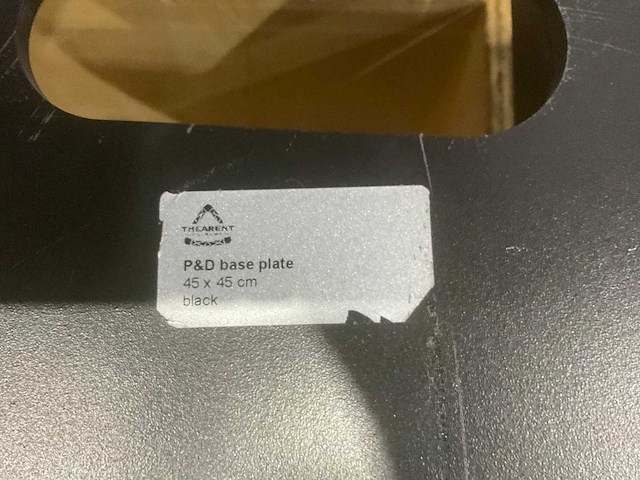 THEARENT
P&D base plate
45 x 45 cm
black